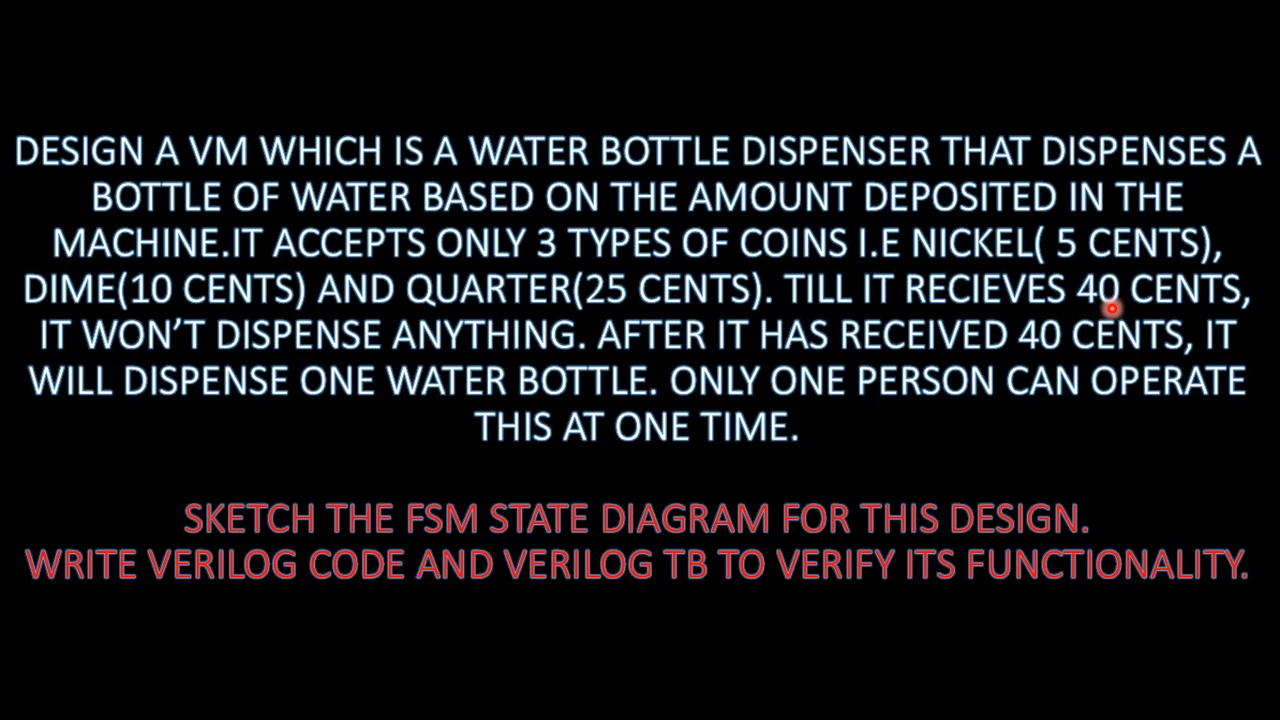 DESIGN A VM WHICH IS A WATER BOTTLE DISPENSER THAT DISPENSES A
BOTTLE OF WATER BASED ON THE AMOUNT DEPOSITED IN THE
MACHINE.IT ACCEPTS ONLY 3 TYPES OF COINS I.E NICKEL( 5 CENTS),
DIME(10 CENTS) AND QUARTER(25 CENTS). TILL IT RECIEVES 40 CENTS,
IT WON’T DISPENSE ANYTHING. AFTER IT HAS RECEIVED 40 CENTS, IT
WILL DISPENSE ONE WATER BOTTLE. ONLY ONE PERSON CAN OPERATE
THIS AT ONE TIME.
SKETCH THE FSM STATE DIAGRAM FOR THIS DESIGN.
WRITE VERILOG CODE AND VERILOG TB TO VERIFY ITS FUNCTIONALITY.